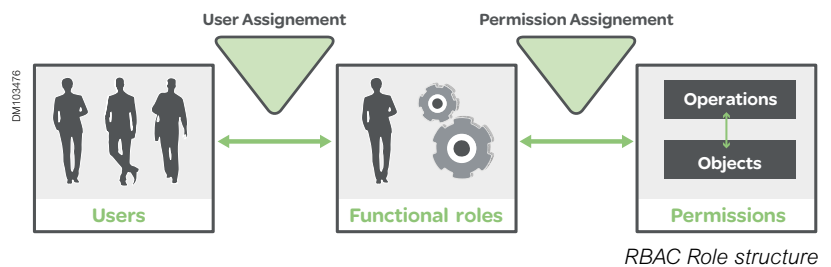 User Assignement
Permission Assignement
DM103476
Operations
Objects
Users
Functional roles
Permissions
RBAC Role structure